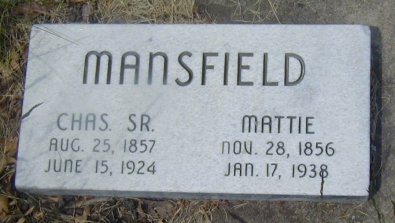 MANSFIELD
CHAS. SR. MATTIE
AUG. 25, 1857 NOV. 28, 1856
JUNE 15, 1924 JAN. 17, 1938